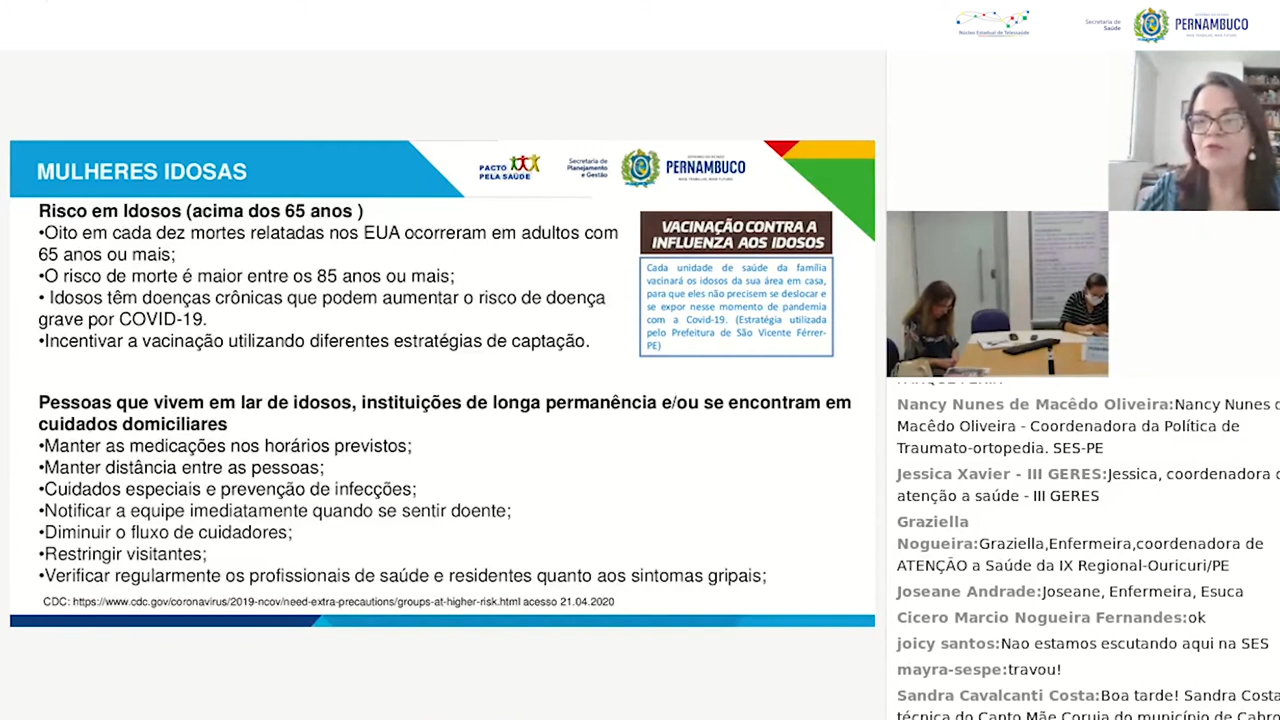 Núcleo Estadual de Telessaúde
Secretaria de
Saúde
PERNAMBUCO
MULHERES IDOSAS
PACTO
PELA SAÚDE
Secretaria de
Planejamento
e Gestão
PERNAMBUCO
Risco em Idosos (acima dos 65 anos )
•Oito em cada dez mortes relatadas nos EUA ocorreram em adultos com
65 anos ou mais;
•O risco de morte é maior entre os 85 anos ou mais;
• Idosos têm doenças crônicas que podem aumentar o risco de doença
grave por COVID-19.
•Incentivar a vacinação utilizando diferentes estratégias de captação.
VACINAÇÃO CONTRA A
INFLUENZA AOS IDOSOS
Cada unidade de saúde da família
vacinará os idosos da sua área em casa,
para que eles não precisem se deslocar e
se expor nesse momento de pandemia
com a Covid-19. (Estratégia utilizada
pelo Prefeitura de São Vicente Férrer-
PE)
Pessoas que vivem em lar de idosos, instituições de longa permanência e/ou se encontram em
cuidados domiciliares
•Manter as medicações nos horários previstos;
•Manter distância entre as pessoas;
•Cuidados especiais e prevenção de infecções;
•Notificar a equipe imediatamente quando se sentir doente;
•Diminuir o fluxo de cuidadores;
•Restringir visitantes;
•Verificar regularmente os profissionais de saúde e residentes quanto aos sintomas gripais;
CDC: https://www.cdc.gov/coronavirus/2019-ncov/need-extra-precautions/groups-at-higher-risk.html acesso 21.04.2020
Nancy Nunes de Macêdo Oliveira:Nancy Nunes d
Macêdo Oliveira - Coordenadora da Política de
Traumato-ortopedia. SES-PE
Jessica Xavier - III GERES:Jessica, coordenadora d
atenção a saúde - III GERES
Graziella
Nogueira:Graziella,Enfermeira,coordenadora de
ATENÇÃO a Saúde da IX Regional-Ouricuri/PE
Joseane Andrade:Joseane, Enfermeira, Esuca
Cicero Marcio Nogueira Fernandes:ok
joicy santos:Nao estamos escutando aqui na SES
mayra-sespe:travou!
Sandra Cavalcanti Costa:Boa tarde! Sandra Costa
técnica do Canto Mãe Coruja do município de Cabro